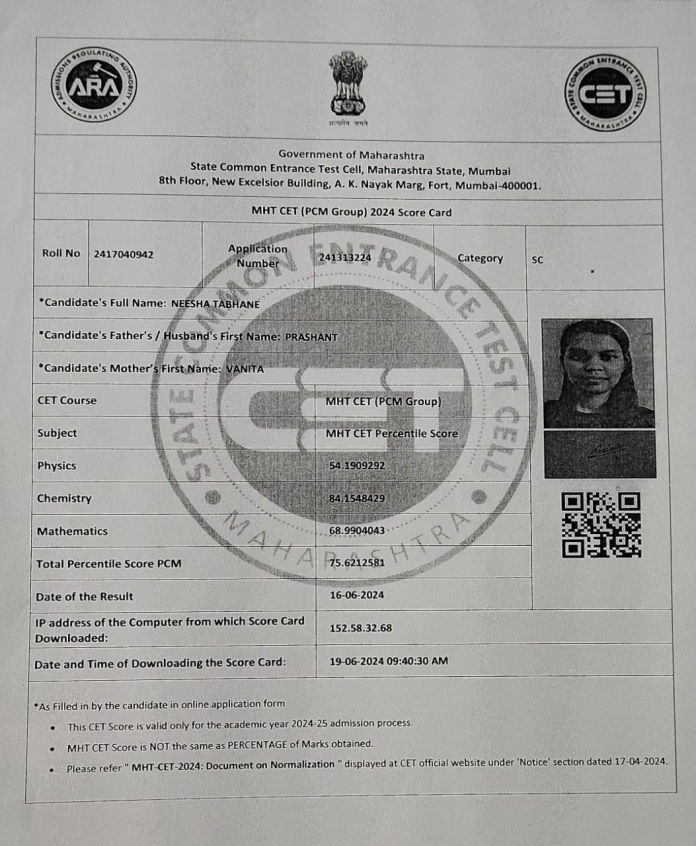 ADMISSIONS REGULATING AUTHORITY
ARA
MAHARASHTRA
सत्यमेव जयते
STATE COMMON ENTRANCE TEST CELL
CET
MAHARASHTRA
Government of Maharashtra
State Common Entrance Test Cell, Maharashtra State, Mumbai
8th Floor, New Excelsior Building, A. K. Nayak Marg, Fort, Mumbai-400001.
MHT CET (PCM Group) 2024 Score Card
Roll No 2417040942 Application Number 241313224 Category SC
*Candidate's Full Name: NEESHA TABHANE
*Candidate's Father's / Husband's First Name: PRASHANT
*Candidate's Mother's First Name: VANITA
CET Course MHT CET (PCM Group)
Subject MHT CET Percentile Score
Physics 54.1909292
Chemistry 84.1548429
Mathematics 68.9904043
Total Percentile Score PCM 75.6212581
Date of the Result 16-06-2024
IP address of the Computer from which Score Card
Downloaded: 152.58.32.68
Date and Time of Downloading the Score Card: 19-06-2024 09:40:30 AM
STATE COMMON ENTRANCE TEST CELL
CET
MAHARASHTRA
*As Filled in by the candidate in online application form
• This CET Score is valid only for the academic year 2024-25 admission process.
• MHT CET Score is NOT the same as PERCENTAGE of Marks obtained.
• Please refer " MHT-CET-2024: Document on Normalization " displayed at CET official website under 'Notice' section dated 17-04-2024.